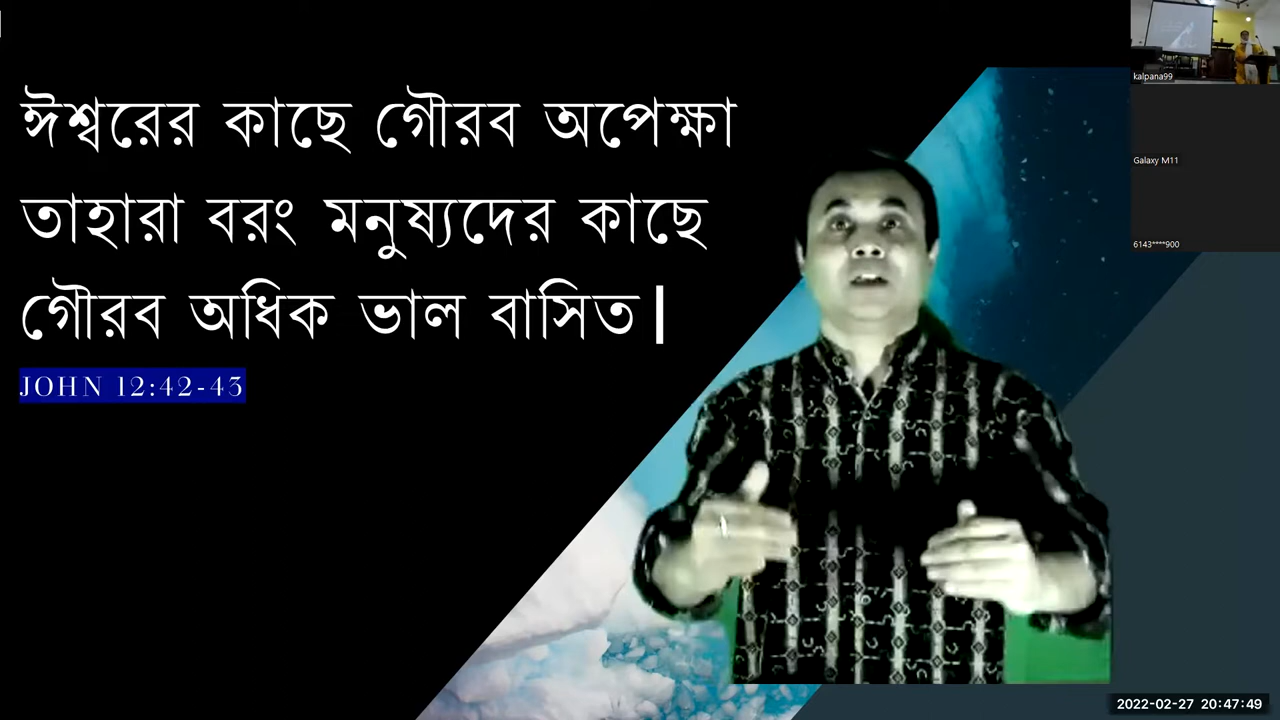 ঈশ্বরের কাছে গৌরব অপেক্ষা
তাহারা বরং মনুষ্যদের কাছে
গৌরব অধিক ভাল বাসিত|
JOHN 12:42-43
kalpana99
Galaxy M11
6143****900
2022-02-27 20:47:49